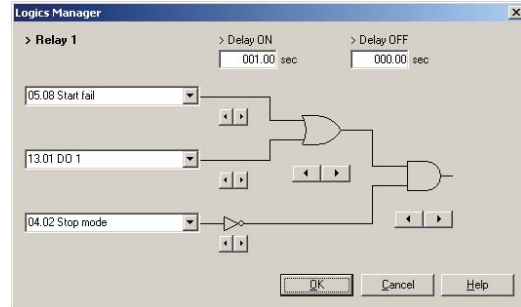 Logics Manager
> Relay 1
> Delay ON
> Delay OFF
001.00 sec
000.00 sec
05.08 Start fail
13.01 DO 1
04.02 Stop mode
OK
Cancel
Help